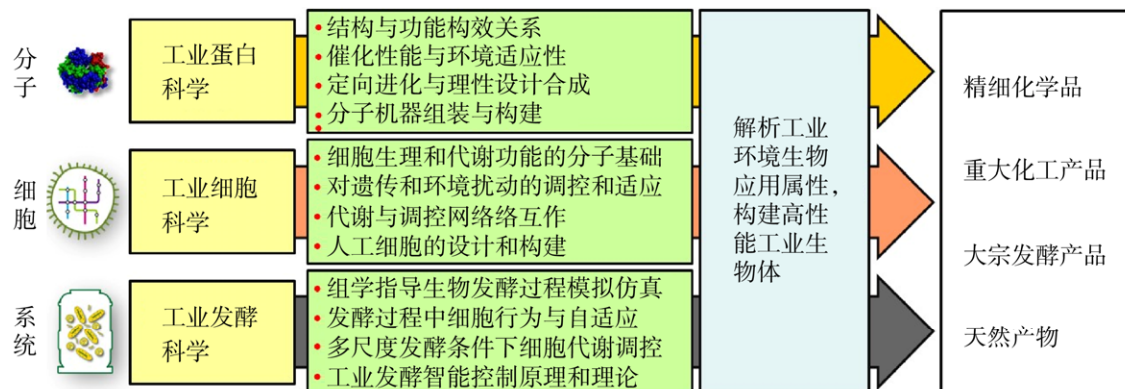 分
子
工业蛋白
科学
•结构与功能构效关系
•催化性能与环境适应性
•定向进化与理性设计合成
•分子机器组装与构建
•
细
胞
工业细胞
科学
•细胞生理和代谢功能的分子基础
•对遗传和环境扰动的调控和适应
•代谢与调控网络络互作
•人工细胞的设计和构建
系
统
工业发酵
科学
•组学指导生物发酵过程模拟仿真
•发酵过程中细胞行为与自适应
•多尺度发酵条件下细胞代谢调控
•工业发酵智能控制原理和理论
解析工业
环境生物
应用属性，
构建高性
能工业生
物体
精细化学品
重大化工产品
大宗发酵产品
天然产物